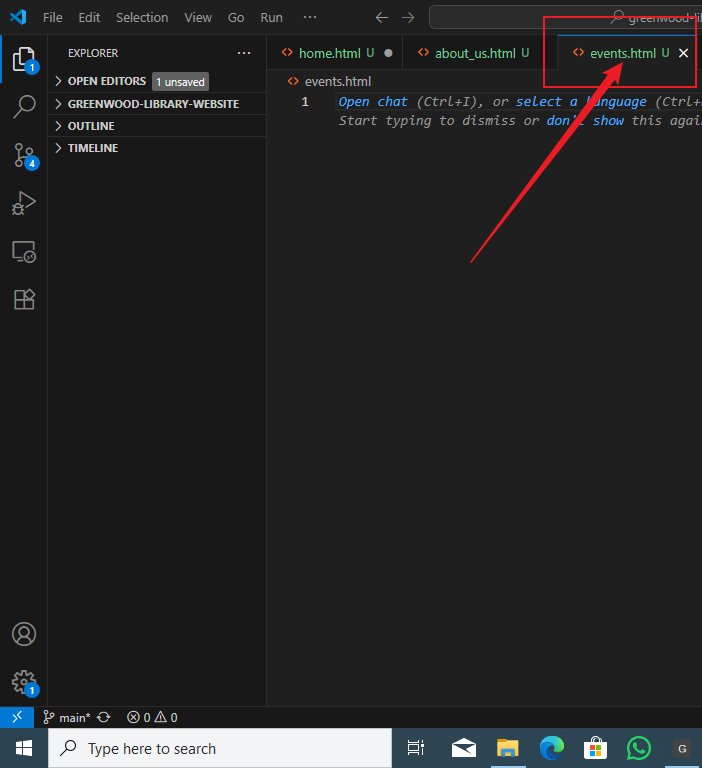 File Edit Selection View Go Run ···
greenwood-lib
EXPLORER ···
home.html U
about_us.html U
events.html U
1
OPEN EDITORS 1 unsaved
events.html
GREENWOOD-LIBRARY-WEBSITE
1 Open chat (Ctrl+I), or select a language (Ctrl+
OUTLINE
Start typing to dismiss or don't show this agai
TIMELINE
4
1
main* 0 0
Type here to search
G